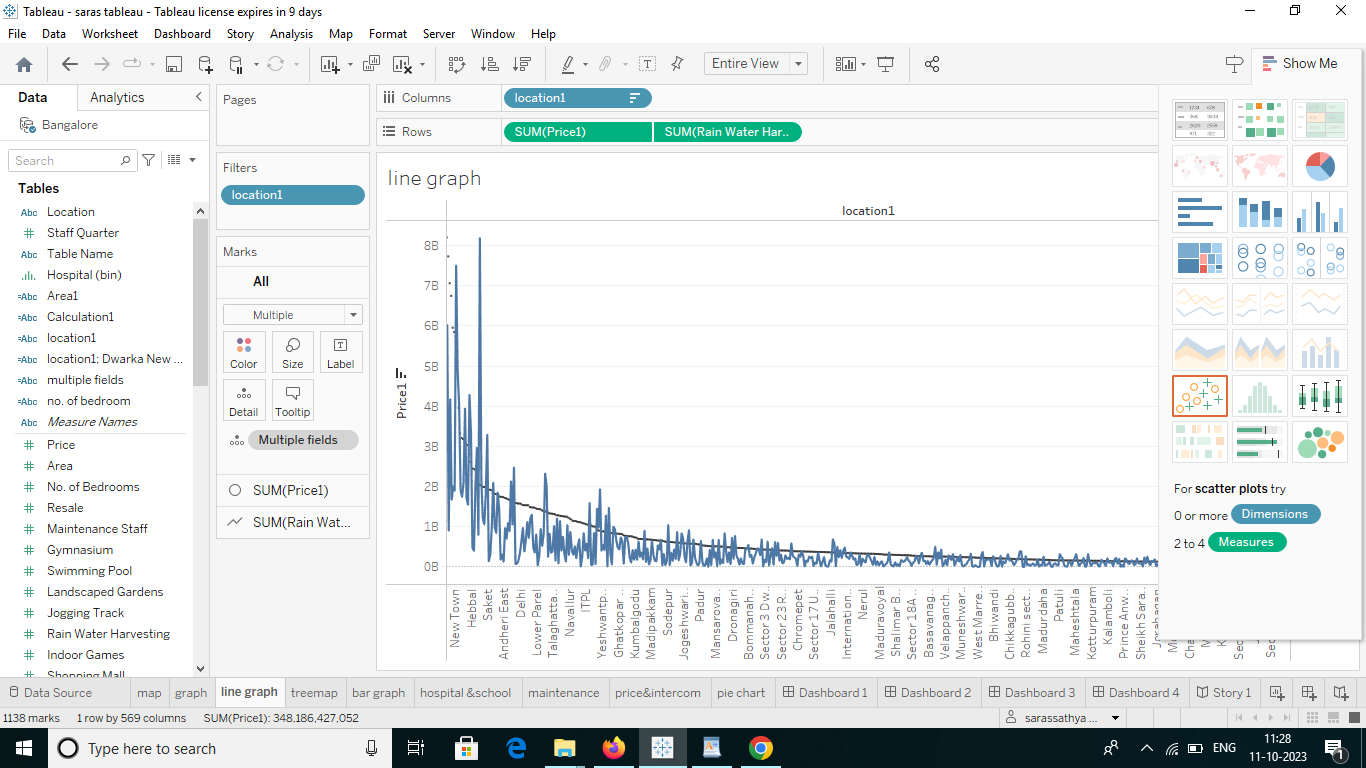 Tableau - saras tableau - Tableau license expires in 9 days
File Data Worksheet Dashboard Story Analysis Map Format Server Window Help
Entire View
Show Me
Data Analytics
Bangalore
Search
Tables
Abc Location
Staff Quarter
Abc Table Name
Hospital (bin)
=Abc Area1
=Abc Calculation1
=Abc location1
=Abc location1; Dwarka New ...
=Abc multiple fields
=Abc no. of bedroom
Abc Measure Names
Price
Area
No. of Bedrooms
Resale
Maintenance Staff
Gymnasium
Swimming Pool
Landscaped Gardens
Jogging Track
Rain Water Harvesting
Indoor Games
Shopping Mall
Pages
Filters
location1
Marks
All
Multiple
Color Size Label
Detail Tooltip
Multiple fields
SUM(Price1)
SUM(Rain Wat...
Columns location1
Rows SUM(Price1) SUM(Rain Water Har..
line graph
location1
Price1
8B
7B
6B
5B
4B
3B
2B
1B
0B
New Town
Hebbal
Saket
Andheri East
Delhi
Lower Parel
Talaghatta..
Navallur
ITPL
Yeshwantp..
Ghatkopar ..
Kumbalgodu
Madipakkam
Sodepur
Jogeshwari..
Padur
Mansarova..
Dronagiri
Bommanah..
Sector 3 Dw..
Sector 23 R..
Chromepet
Sector 17 U..
Jalahalli
Internation..
Nerul
Maduravoyal
Shalimar B..
Sector 18A ..
Basavanag..
Velappanch..
Muneshwar..
West Marre..
Bhiwandi
Chikkagubb..
Rohini sect..
Madurdaha
Patuli
Maheshtala
Kotturpuram
Kalamboli
Prince Anw..
Sheikh Sara..
For scatter plots try
0 or more Dimensions
2 to 4 Measures
Data Source map graph line graph treemap bar graph hospital &school maintenance price&intercom pie chart Dashboard 1 Dashboard 2 Dashboard 3 Dashboard 4 Story 1
1138 marks 1 row by 569 columns SUM(Price1): 348,186,427,052
sarassathya ...
Type here to search
ENG
11:28
11-10-2023
1